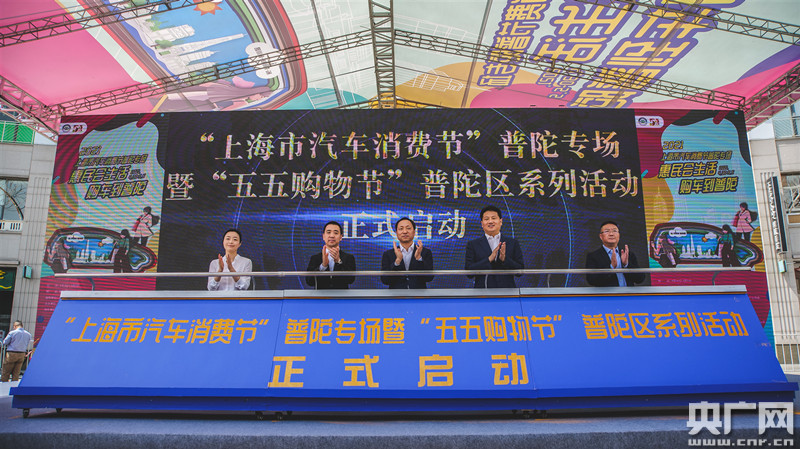 “上海市汽车消费节”普陀专场
暨“五五购物节”普陀区系列活动
正式启动
惠民合生活
购车到普陀
惠民合生活
购车到普陀
“上海市汽车消费节”普陀专场暨“五五购物节”普陀区系列活动
正式启动
央广网
www.cnr.cn